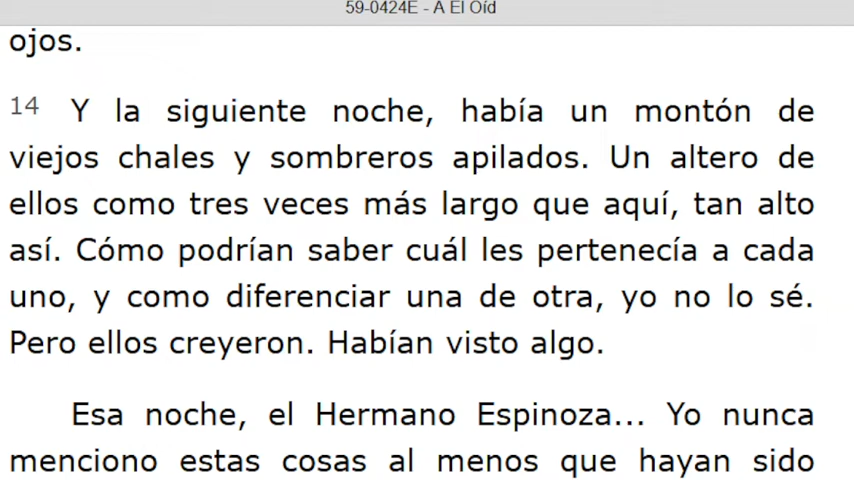 59-0424E - A El Oíd
ojos.
14 Y la siguiente noche, había un montón de
viejos chales y sombreros apilados. Un altero de
ellos como tres veces más largo que aquí, tan alto
así. Cómo podrían saber cuál les pertenecía a cada
uno, y como diferenciar una de otra, yo no lo sé.
Pero ellos creyeron. Habían visto algo.
Esa noche, el Hermano Espinoza... Yo nunca
menciono estas cosas al menos que hayan sido